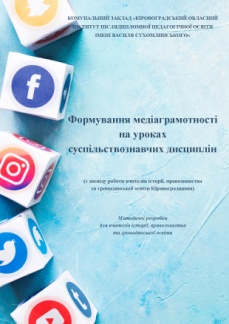 КОМУНАЛЬНИЙ ЗАКЛАД «КІРОВОГРАДСЬКИЙ ОБЛАСНИЙ
ІНСТИТУТ ПІСЛЯДИПЛОМНОЇ ПЕДАГОГІЧНОЇ ОСВІТИ
ІМЕНІ ВАСИЛЯ СУХОМЛИНСЬКОГО»
Формування медіаграмотності
на уроках
суспільствознавчих дисциплін
(з досвіду роботи вчителів історії, правознавства
та громадянської освіти Кіровоградщини)
Методичні розробки
для вчителів історії, правознавства
та громадянської освіти